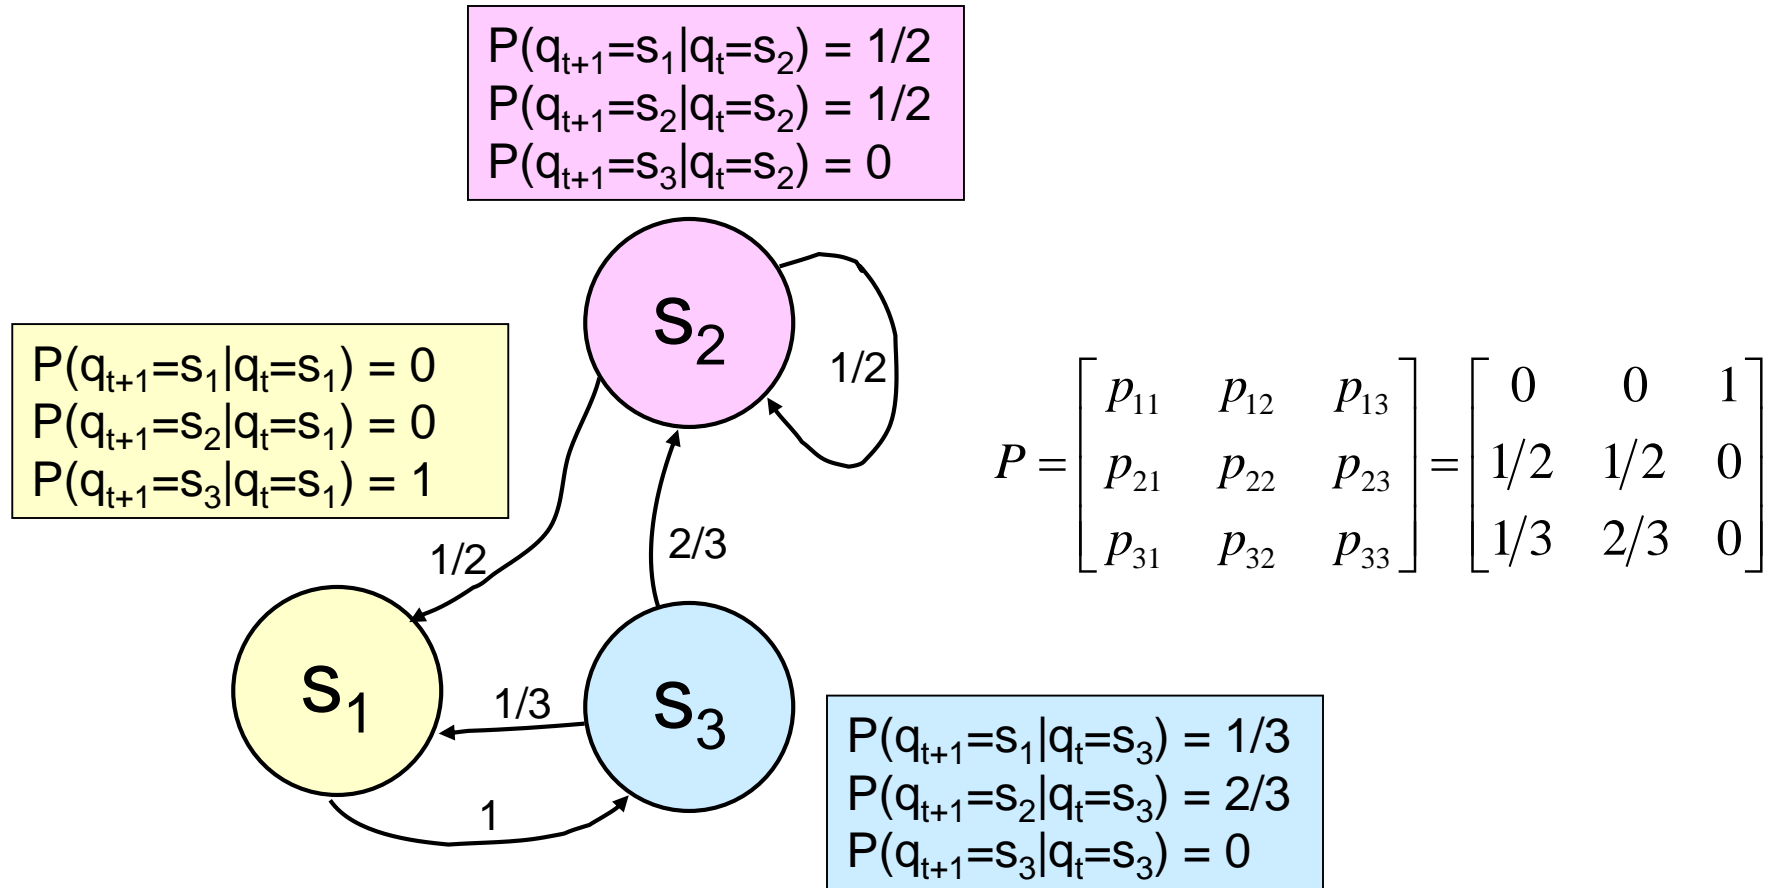 P(qₜ₊₁=s₁|qₜ=s₂) = 1/2
P(qₜ₊₁=s₂|qₜ=s₂) = 1/2
P(qₜ₊₁=s₃|qₜ=s₂) = 0
s₂
1/2
P(qₜ₊₁=s₁|qₜ=s₁) = 0
P(qₜ₊₁=s₂|qₜ=s₁) = 0
P(qₜ₊₁=s₃|qₜ=s₁) = 1
P = [ p₁₁ p₁₂ p₁₃ ] = [ 0 0 1 ]
[ p₂₁ p₂₂ p₂₃ ] [ 1/2 1/2 0 ]
[ p₃₁ p₃₂ p₃₃ ] [ 1/3 2/3 0 ]
1/2
2/3
s₁
1/3
s₃
1
P(qₜ₊₁=s₁|qₜ=s₃) = 1/3
P(qₜ₊₁=s₂|qₜ=s₃) = 2/3
P(qₜ₊₁=s₃|qₜ=s₃) = 0